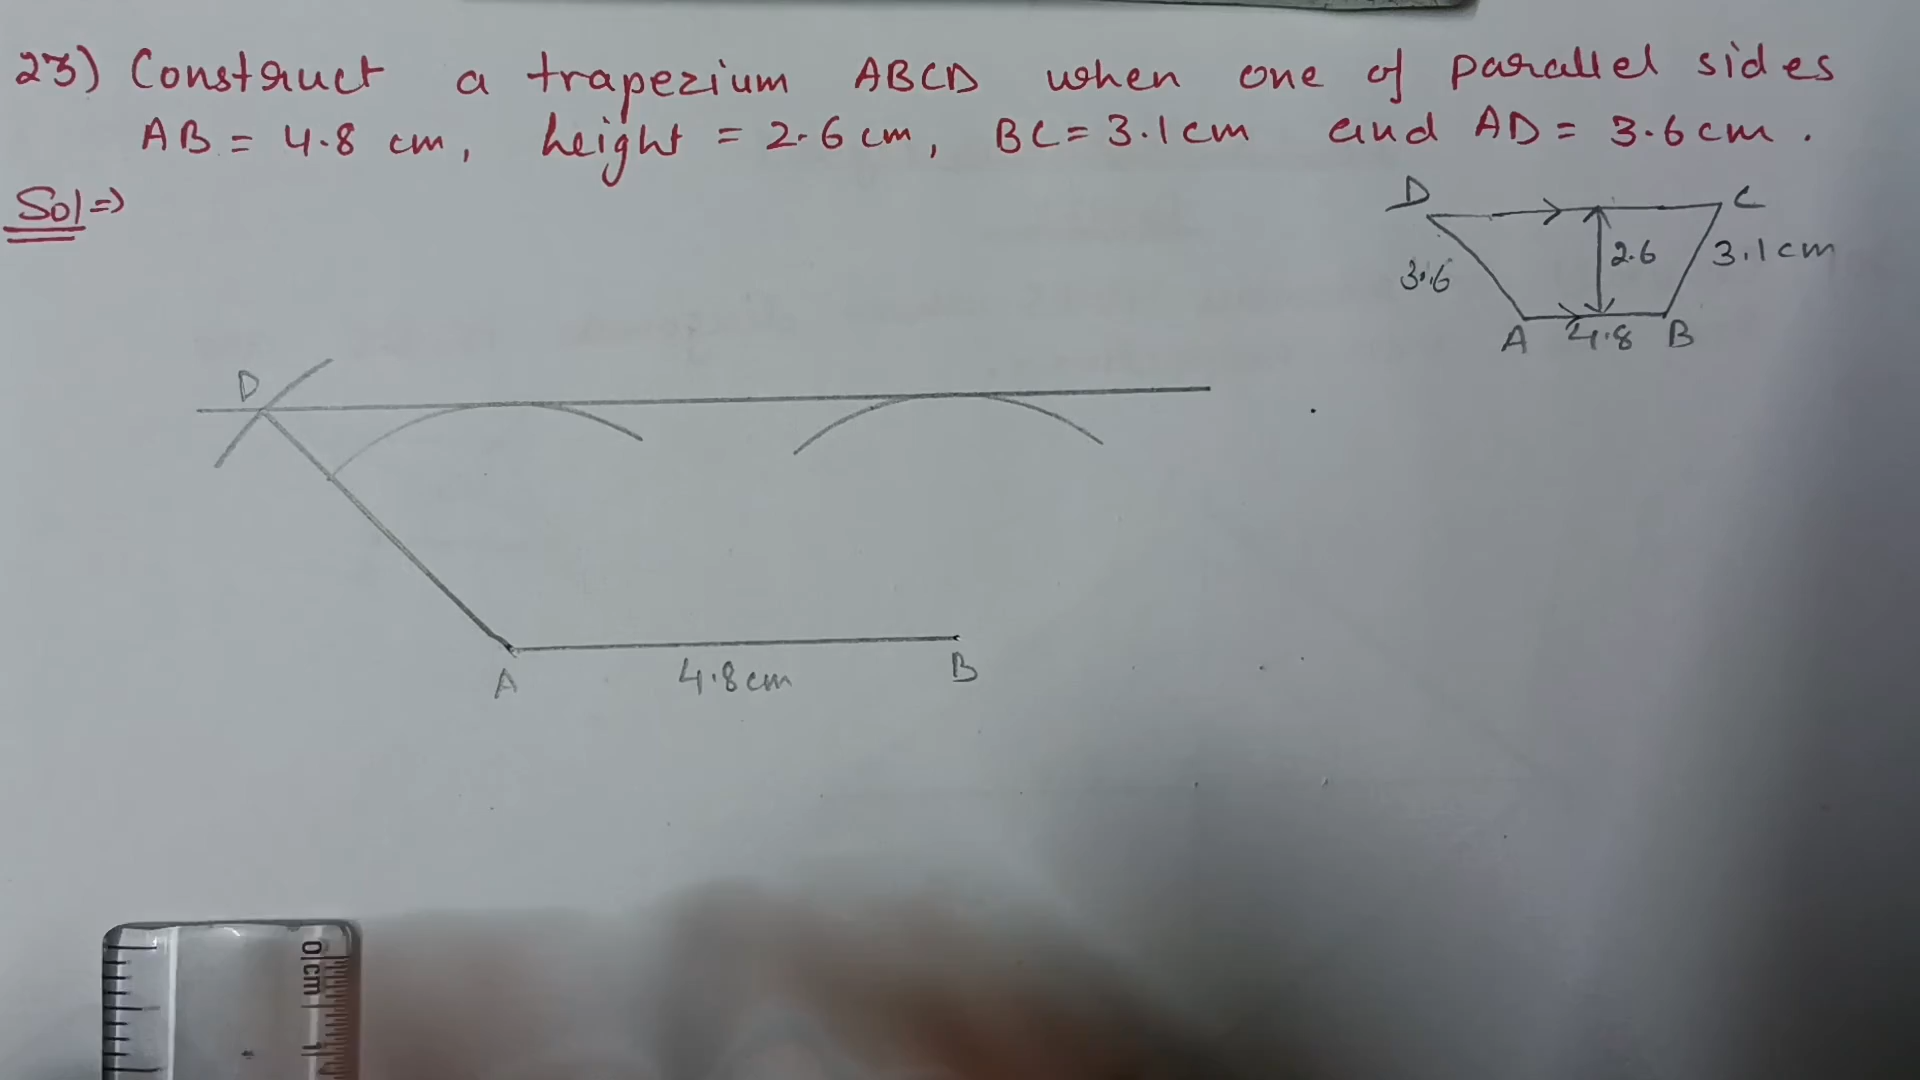 23) Construct a trapezium ABCD when one of parallel sides
AB = 4.8 cm, height = 2.6 cm, BC = 3.1 cm and AD = 3.6 cm.
Sol ⇒
D C
3.6 2.6 3.1 cm
A 4.8 B
D
A 4.8 cm B
0 cm
1